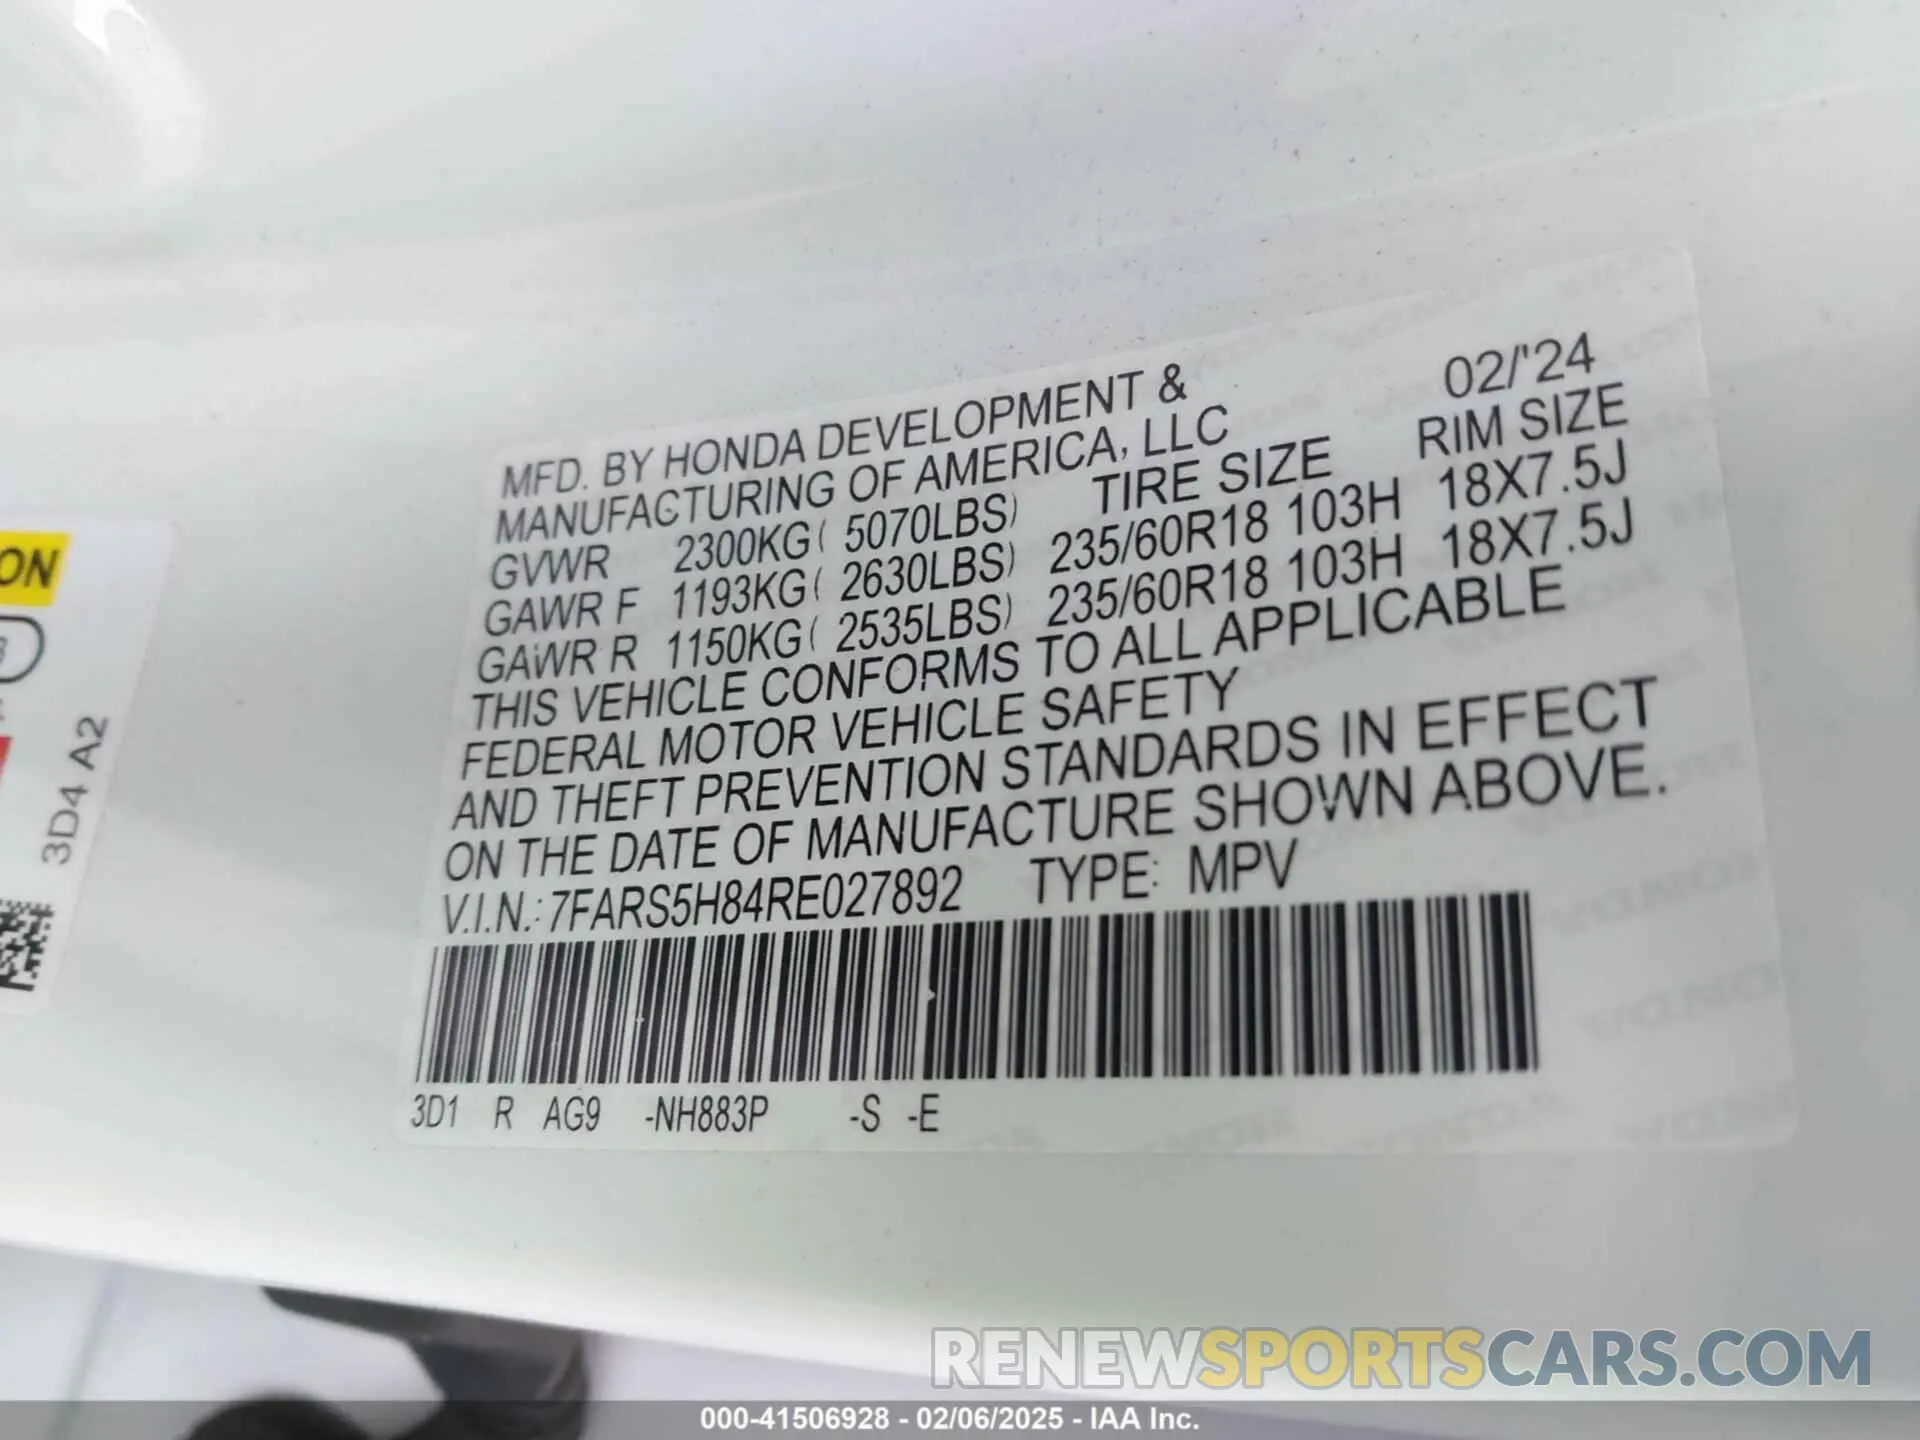 MFD. BY HONDA DEVELOPMENT & 02/'24
MANUFACTURING OF AMERICA, LLC
TIRE SIZE RIM SIZE
GVWR 2300KG( 5070LBS)
GAWR F 1193KG( 2630LBS) 235/60R18 103H 18X7.5J
GAWR R 1150KG( 2535LBS) 235/60R18 103H 18X7.5J
THIS VEHICLE CONFORMS TO ALL APPLICABLE
FEDERAL MOTOR VEHICLE SAFETY
AND THEFT PREVENTION STANDARDS IN EFFECT
ON THE DATE OF MANUFACTURE SHOWN ABOVE.
V.I.N.: 7FARS5H84RE027892 TYPE: MPV
3D1 R AG9 -NH883P -S -E
3D4 A2
RENEWSPORTSCARS.COM
000-41506928 - 02/06/2025 - IAA Inc.